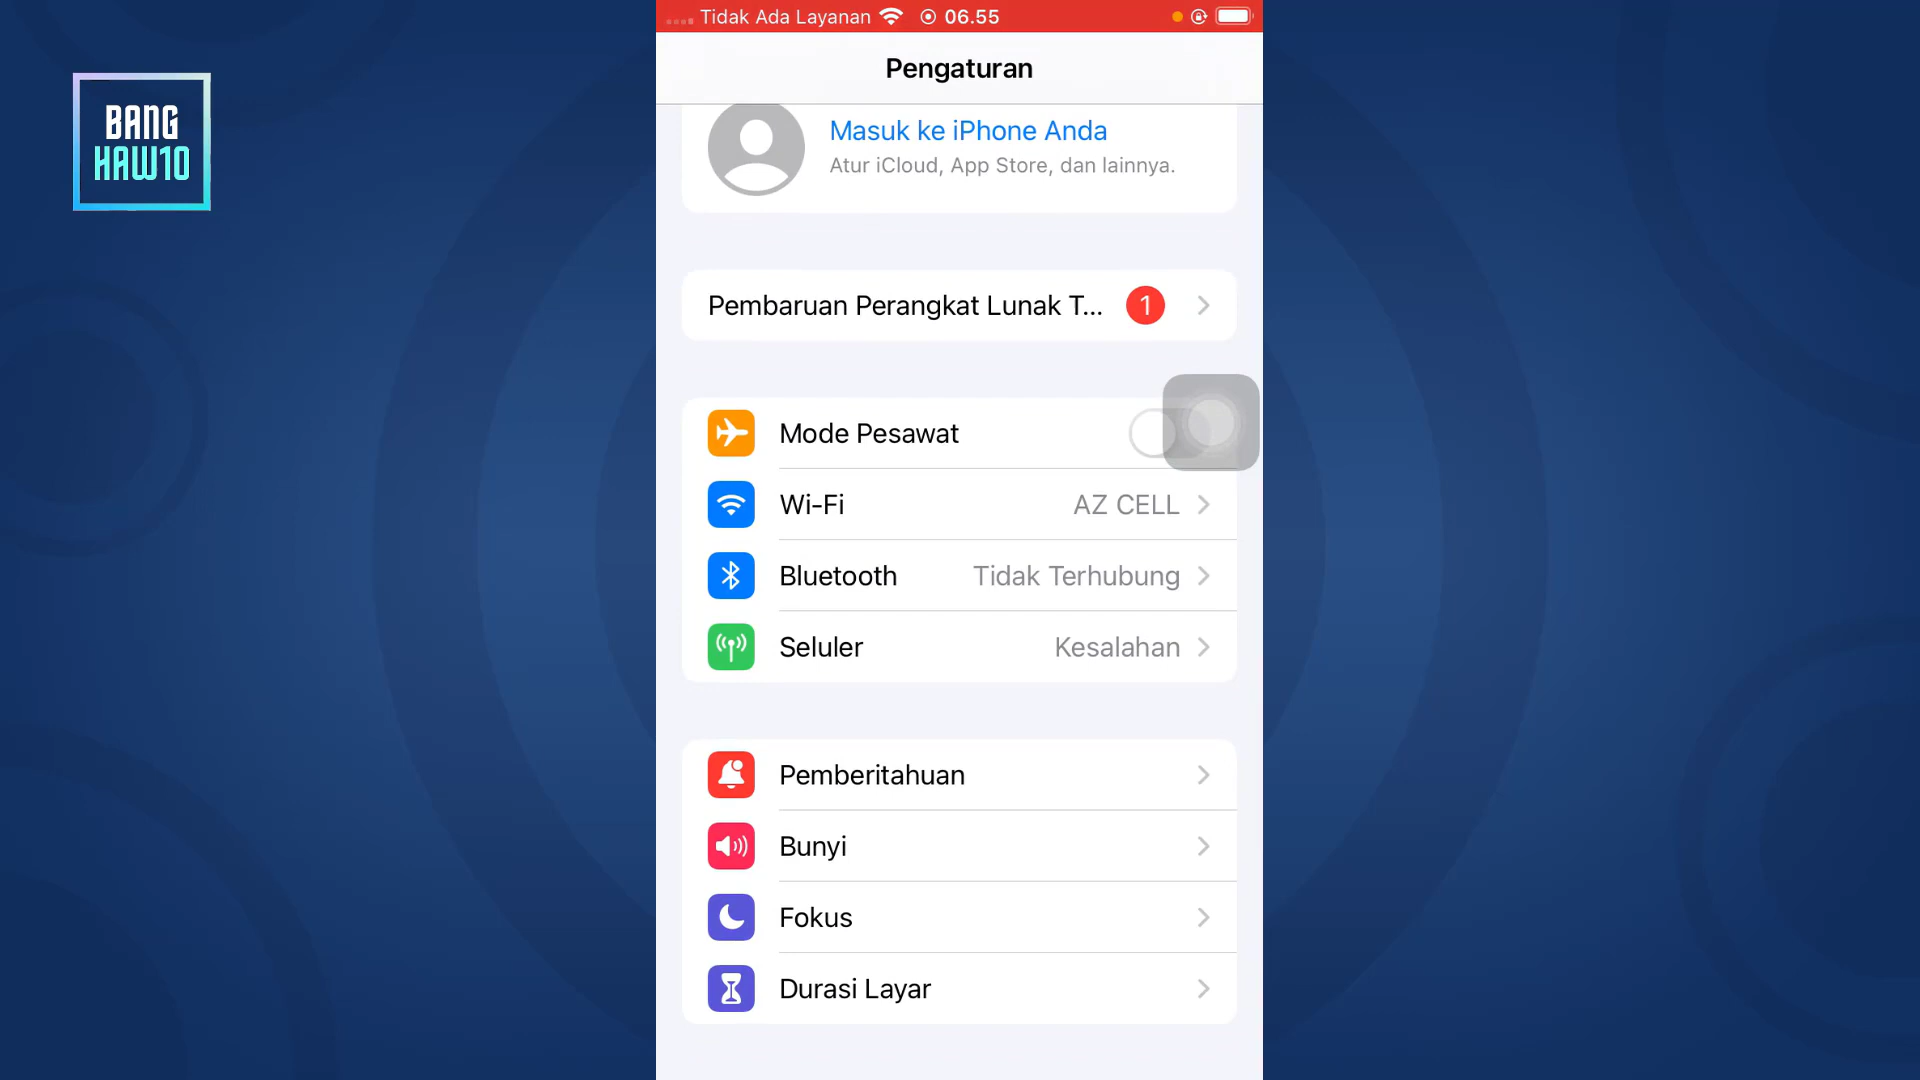 BANG
HAW10
Tidak Ada Layanan 06.55
Pengaturan
Masuk ke iPhone Anda
Atur iCloud, App Store, dan lainnya.
Pembaruan Perangkat Lunak T... 1
Mode Pesawat
Wi-Fi AZ CELL
Bluetooth Tidak Terhubung
Seluler Kesalahan
Pemberitahuan
Bunyi
Fokus
Durasi Layar